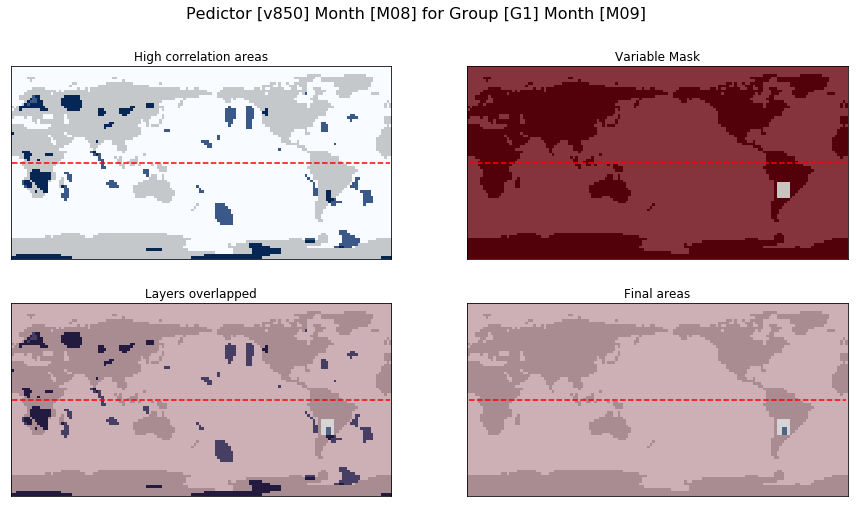 Pedictor [v850] Month [M08] for Group [G1] Month [M09]
High correlation areas
Variable Mask
Layers overlapped
Final areas